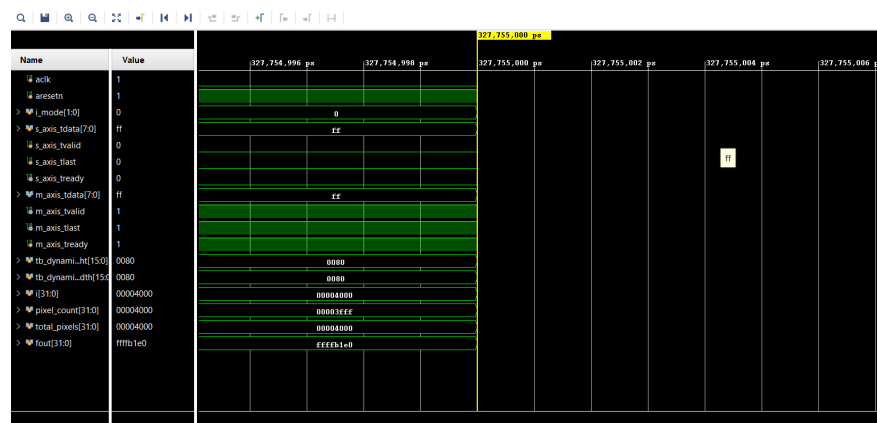 327,755,000 ps
Name Value
327,754,996 ps 327,754,998 ps 327,755,000 ps 327,755,002 ps 327,755,004 ps 327,755,006 p
aclk 1
aresetn 1
i_mode[1:0] 0 0
s_axis_tdata[7:0] ff ff
s_axis_tvalid 0
s_axis_tlast 0
ff
s_axis_tready 0
m_axis_tdata[7:0] ff ff
m_axis_tvalid 1
m_axis_tlast 1
m_axis_tready 1
tb_dynami...ht[15:0] 0080 0080
tb_dynami...dth[15:0 0080 0080
i[31:0] 00004000 00004000
pixel_count[31:0] 00004000 00003fff
total_pixels[31:0] 00004000 00004000
fout[31:0] ffffb1e0 ffffb1e0